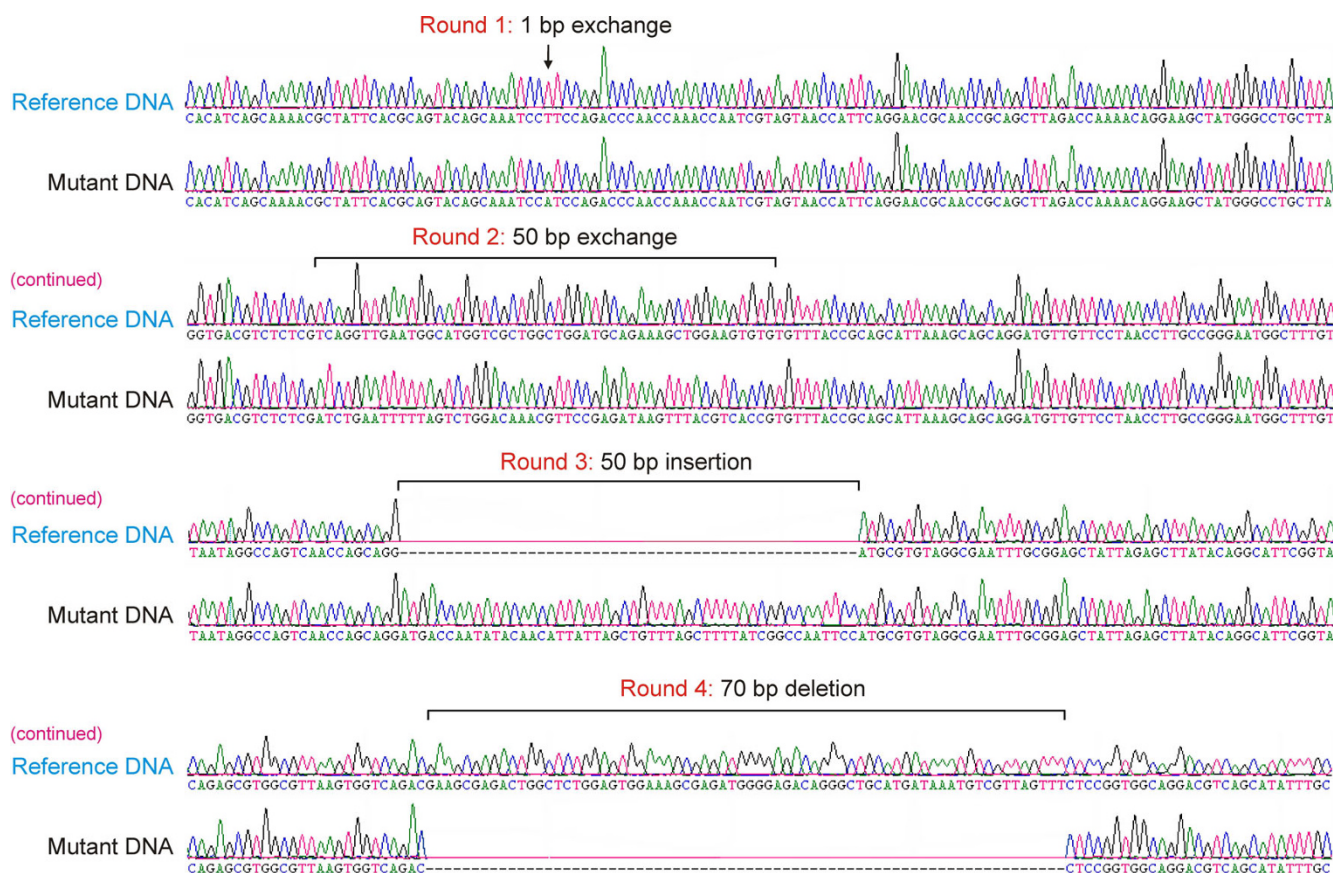 Round 1: 1 bp exchange
Reference DNA
CACATCAGCAAAACGCTATTCACGCAGTACAGCAAATCCTTCCAGACCCAACCAAACCAATCGTAGTAACCATTCAGGAACGCAACCGCAGCTTAGACCAAAACAGGAAGCTATGGGCCTGCTTA
Mutant DNA
CACATCAGCAAAACGCTATTCACGCAGTACAGCAAATCCATCCAGACCCAACCAAACCAATCGTAGTAACCATTCAGGAACGCAACCGCAGCTTAGACCAAAACAGGAAGCTATGGGCCTGCTTA
Round 2: 50 bp exchange
(continued)
Reference DNA
GGTGACGTCTCTCGTCAGGTTGAATGGCATGGTCGCTGGCTGGATGCAGAAAGCTGGAAGTGTGTGTTTACCGCAGCATTAAAGCAGCAGGATGTTGTTCCTAACCTTGCCGGGAATGGCTTTGT
Mutant DNA
GGTGACGTCTCTCGATCTGAATTTTTAGTCTGGACAAACGTTCCGAGATAAGTTTACGTCACCGTGTTTACCGCAGCATTAAAGCAGCAGGATGTTGTTCCTAACCTTGCCGGGAATGGCTTTGT
Round 3: 50 bp insertion
(continued)
Reference DNA
TAATAGGCCAGTCAACCAGCAGG--------------------------------------------------ATGCGTGTAGGCGAATTTGCGGAGCTATTAGAGCTTATACAGGCATTCGGTA
Mutant DNA
TAATAGGCCAGTCAACCAGCAGGATGACCAATATACAACATTATTAGCTGTTTAGCTTTTATCGGCCAATTCCATGCGTGTAGGCGAATTTGCGGAGCTATTAGAGCTTATACAGGCATTCGGTA
Round 4: 70 bp deletion
(continued)
Reference DNA
CAGAGCGTGGCGTTAAGTGGTCAGACGAAGCGAGACTGGCTCTGGAGTGGAAAGCGAGATGGGGAGACAGGGCTGCATGATAAATGTCGTTAGTTTCTCCGGTGGCAGGACGTCAGCATATTTGC
Mutant DNA
CAGAGCGTGGCGTTAAGTGGTCAGAC----------------------------------------------------------------------CTCCGGTGGCAGGACGTCAGCATATTTGC